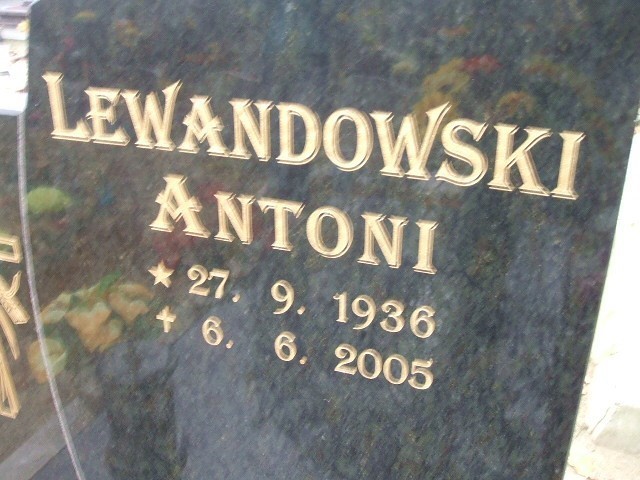 LEWANDOWSKI
ANTONI
★ 27. 9. 1936
✝ 6. 6. 2005